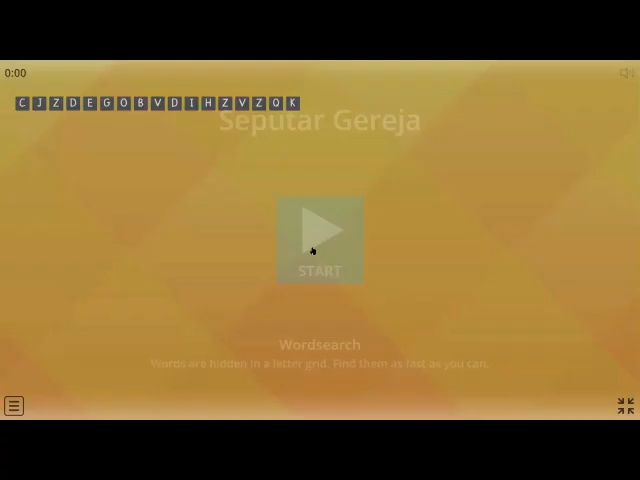 0:00
C J Z D E G O B V D I H Z V Z Q K
Seputar Gereja
START
Wordsearch
Words are hidden in a letter grid. Find them as fast as you can.